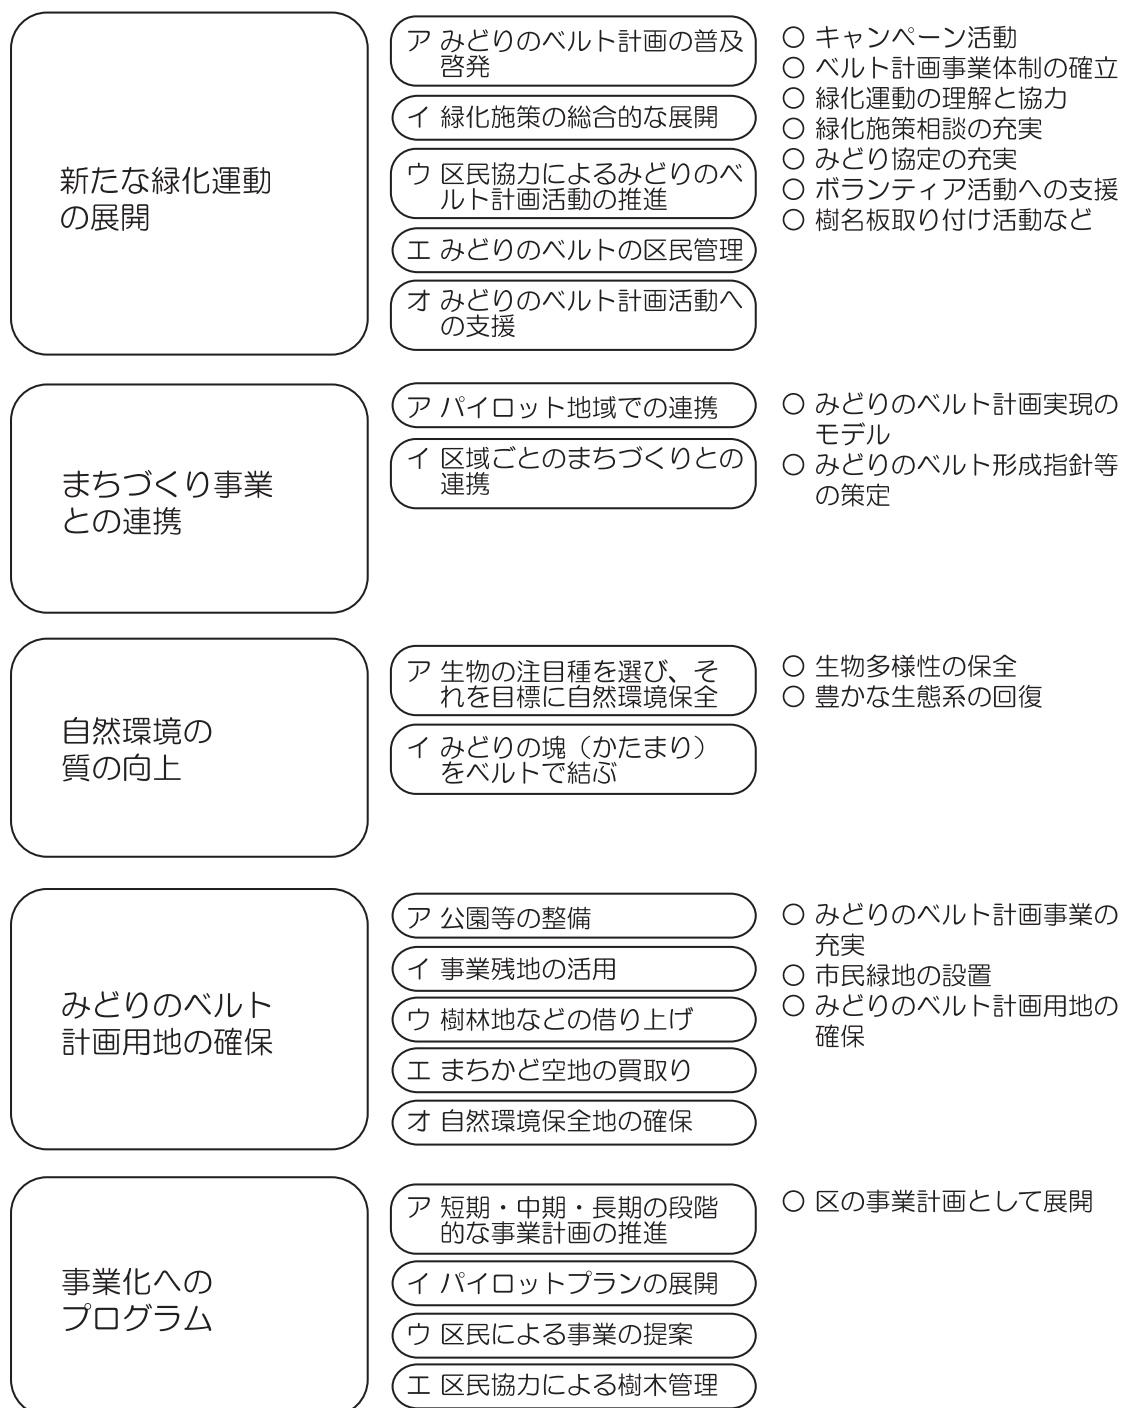 新たな緑化運動
の展開
ア みどりのベルト計画の普及
啓発
イ 緑化施策の総合的な展開
ウ 区民協力によるみどりのベ
ルト計画活動の推進
エ みどりのベルトの区民管理
オ みどりのベルト計画活動へ
の支援
○ キャンペーン活動
○ ベルト計画事業体制の確立
○ 緑化運動の理解と協力
○ 緑化施策相談の充実
○ みどり協定の充実
○ ボランティア活動への支援
○ 樹名板取り付け活動など
まちづくり事業
との連携
ア パイロット地域での連携
イ 区域ごとのまちづくりとの
連携
○ みどりのベルト計画実現の
モデル
○ みどりのベルト形成指針等
の策定
自然環境の
質の向上
ア 生物の注目種を選び、そ
れを目標に自然環境保全
イ みどりの塊（かたまり）
をベルトで結ぶ
○ 生物多様性の保全
○ 豊かな生態系の回復
みどりのベルト
計画用地の確保
ア 公園等の整備
イ 事業残地の活用
ウ 樹林地などの借り上げ
エ まちかど空地の買取り
オ 自然環境保全地の確保
○ みどりのベルト計画事業の
充実
○ 市民緑地の設置
○ みどりのベルト計画用地の
確保
事業化への
プログラム
ア 短期・中期・長期の段階
的な事業計画の推進
イ パイロットプランの展開
ウ 区民による事業の提案
エ 区民協力による樹木管理
○ 区の事業計画として展開